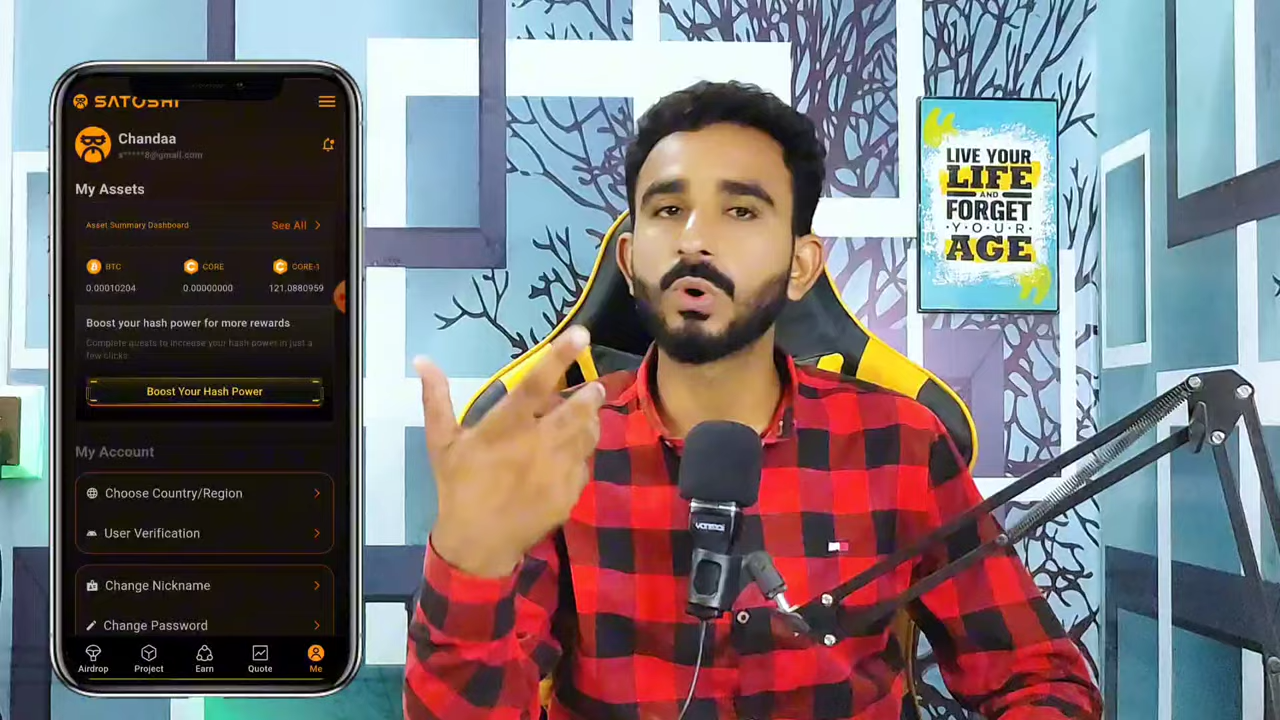 SATOSHI
Chandaa
s*****8@gmail.com
My Assets
Asset Summary Dashboard
See All
BTC
CORE
CORE-1
0.00010204
0.00000000
121.0880959
Boost your hash power for more rewards
Complete quests to increase your hash power in just a
few clicks
Boost Your Hash Power
My Account
Choose Country/Region
User Verification
Change Nickname
Change Password
Airdrop
Project
Earn
Quote
Me
LIVE YOUR
LIFE
AND
FORGET
YOUR
AGE